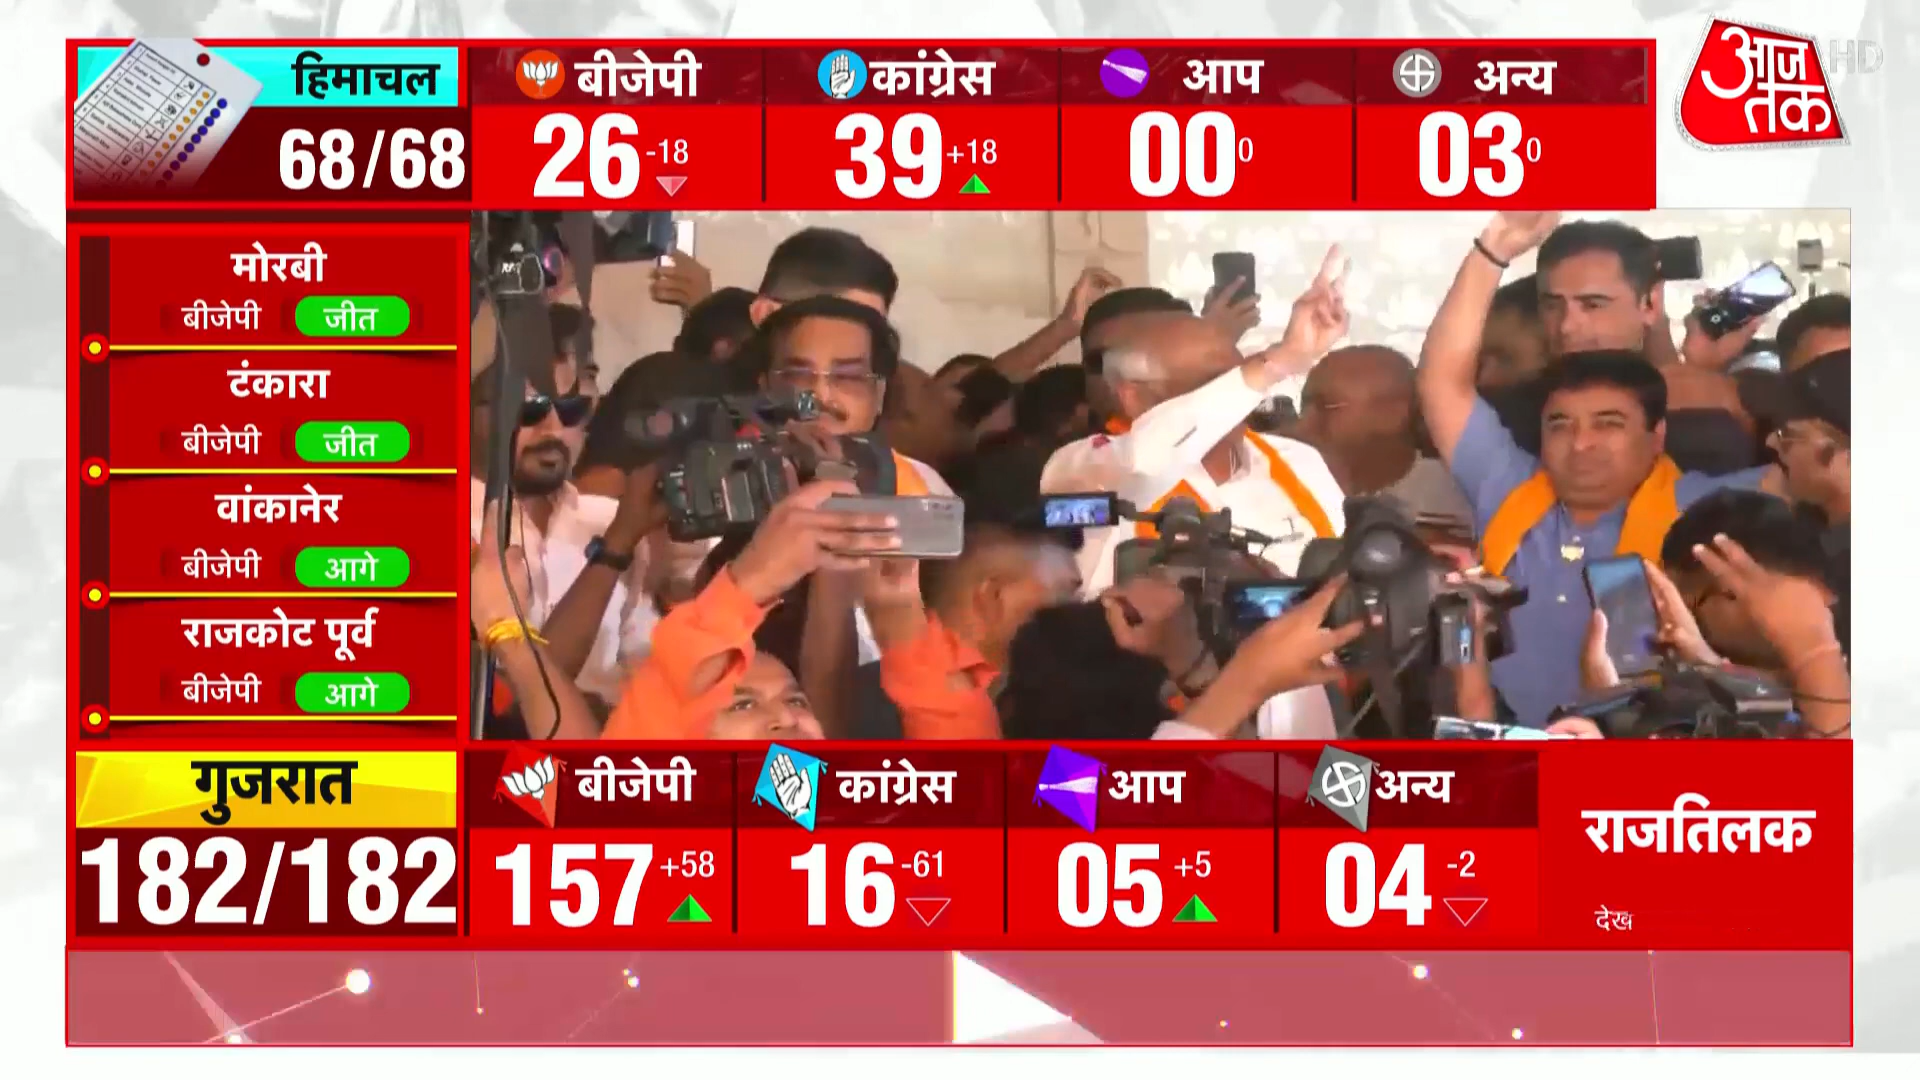 हिमाचल
68/68
बीजेपी
26 -18
कांग्रेस
39 +18
आप
00 0
अन्य
03 0
आज
तक
HD
मोरबी
बीजेपी जीत
टंकारा
बीजेपी जीत
वांकानेर
बीजेपी आगे
राजकोट पूर्व
बीजेपी आगे
गुजरात
182/182
बीजेपी
157 +58
कांग्रेस
16 -61
आप
05 +5
अन्य
04 -2
राजतिलक
देख